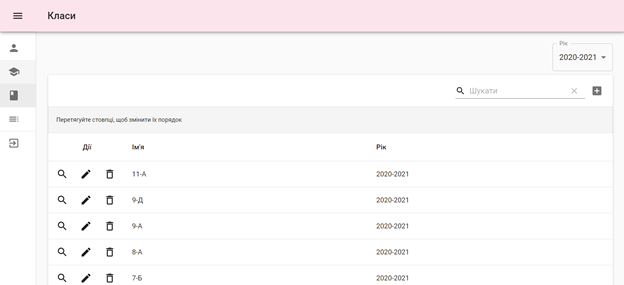 Класи
Рік
2020-2021
Шукати
Перетягуйте стовпці, щоб змінити їх порядок
Дії Ім'я Рік
11-А 2020-2021
9-Д 2020-2021
9-А 2020-2021
8-А 2020-2021
7-Б 2020-2021